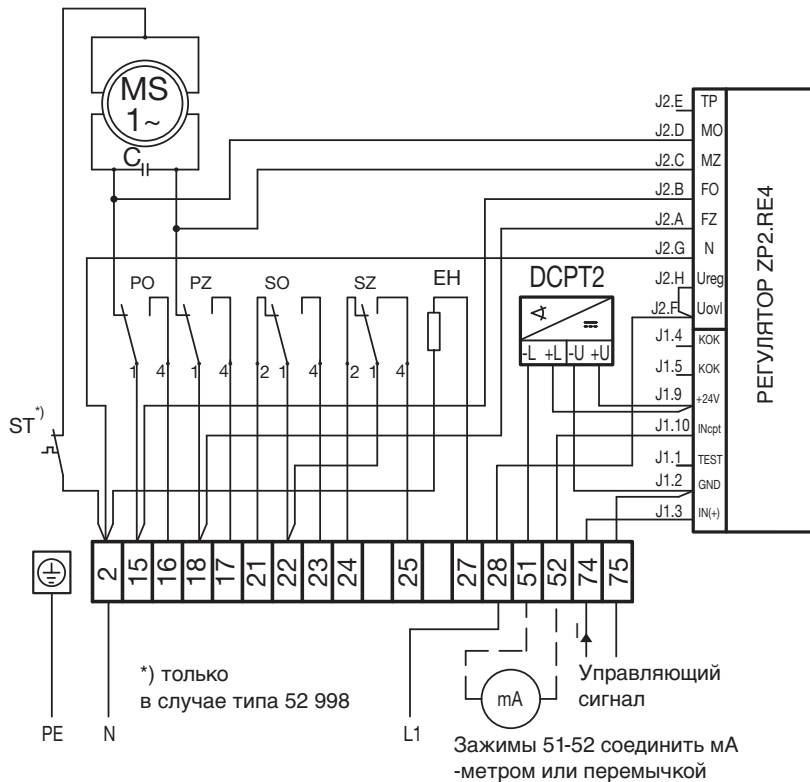 MS
1~
C
J2.E TP
J2.D MO
J2.C MZ
J2.B FO
J2.A FZ
J2.G N
J2.H Ureg
J2.F Uovl
J1.4 KOK
J1.5 KOK
J1.9 +24V
J1.10 INcpt
J1.1 TEST
J1.2 GND
J1.3 IN(+)
РЕГУЛЯТОР ZP2.RE4
PO PZ SO SZ EH DCPT2
-L +L -U +U
1 4 1 4 2 1 4 2 1 4
ST*)
2 15 16 18 17 21 22 23 24 25 27 28 51 52 74 75
*) только
в случае типа 52 998
I
mA
Управляющий
сигнал
PE N L1
Зажимы 51-52 соединить мА
-метром или перемычкой